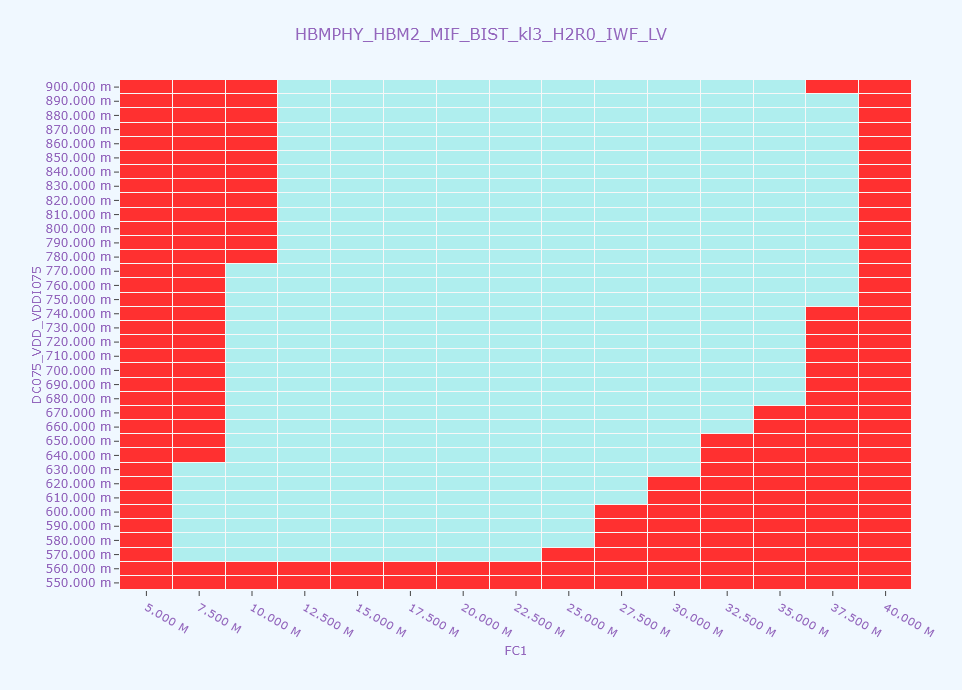 HBMPHY_HBM2_MIF_BIST_kl3_H2R0_IWF_LV
DC075_VDD_VDDI075
900.000 m
890.000 m
880.000 m
870.000 m
860.000 m
850.000 m
840.000 m
830.000 m
820.000 m
810.000 m
800.000 m
790.000 m
780.000 m
770.000 m
760.000 m
750.000 m
740.000 m
730.000 m
720.000 m
710.000 m
700.000 m
690.000 m
680.000 m
670.000 m
660.000 m
650.000 m
640.000 m
630.000 m
620.000 m
610.000 m
600.000 m
590.000 m
580.000 m
570.000 m
560.000 m
550.000 m
5.000 M
7.500 M
10.000 M
12.500 M
15.000 M
17.500 M
20.000 M
22.500 M
25.000 M
27.500 M
30.000 M
32.500 M
35.000 M
37.500 M
40.000 M
FC1